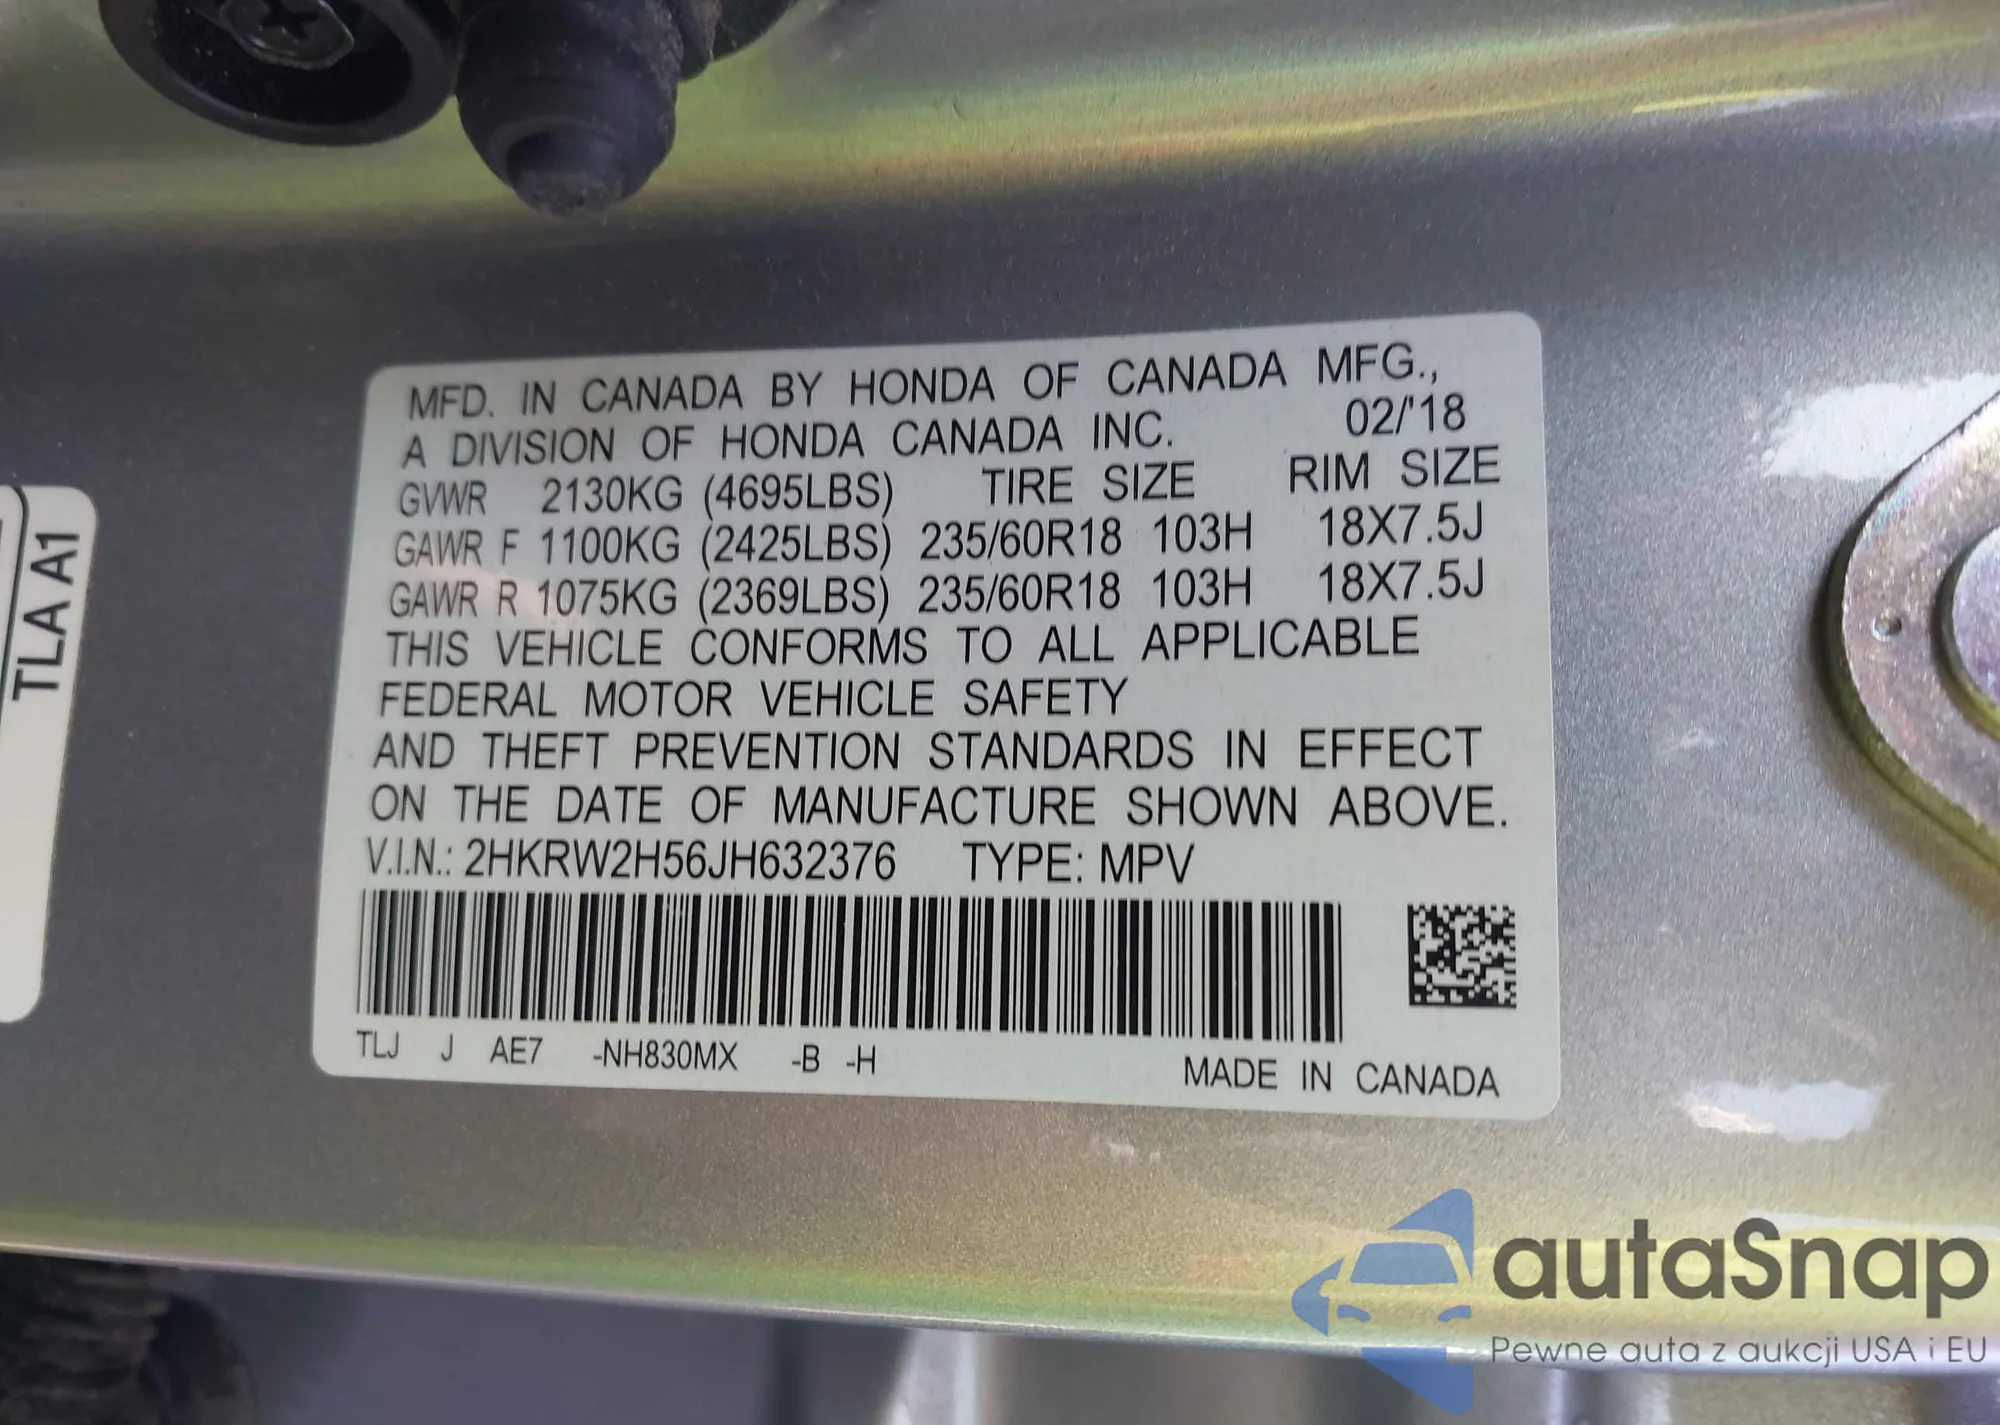 MFD. IN CANADA BY HONDA OF CANADA MFG.,
A DIVISION OF HONDA CANADA INC. 02/'18
GVWR 2130KG (4695LBS) TIRE SIZE RIM SIZE
GAWR F 1100KG (2425LBS) 235/60R18 103H 18X7.5J
GAWR R 1075KG (2369LBS) 235/60R18 103H 18X7.5J
THIS VEHICLE CONFORMS TO ALL APPLICABLE
FEDERAL MOTOR VEHICLE SAFETY
AND THEFT PREVENTION STANDARDS IN EFFECT
ON THE DATE OF MANUFACTURE SHOWN ABOVE.
V.I.N.: 2HKRW2H56JH632376 TYPE: MPV
TLJ J AE7 -NH830MX -B -H
MADE IN CANADA
TLA A1
autaSnap
Pewne auta z aukcji USA i EU